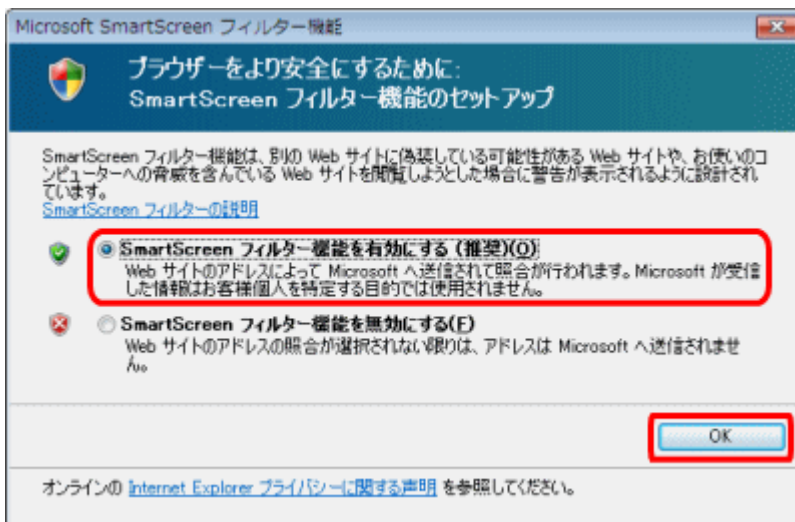 Microsoft SmartScreen フィルター機能
ブラウザーをより安全にするために:
SmartScreen フィルター機能のセットアップ
SmartScreen フィルター機能は、別の Web サイトに偽装している可能性がある Web サイトや、お使いのコ
ンピューターへの脅威を含んでいる Web サイトを閲覧しようとした場合に警告が表示されるように設計され
ています。
SmartScreen フィルターの説明
SmartScreen フィルター機能を有効にする (推奨)(O)
Web サイトのアドレスによって Microsoft へ送信されて照合が行われます。Microsoft が受信
した情報はお客様個人を特定する目的では使用されません。
SmartScreen フィルター機能を無効にする(F)
Web サイトのアドレスの照合が選択されない限りは、アドレスは Microsoft へ送信されませ
ん。
OK
オンラインの Internet Explorer プライバシーに関する声明 を参照してください。